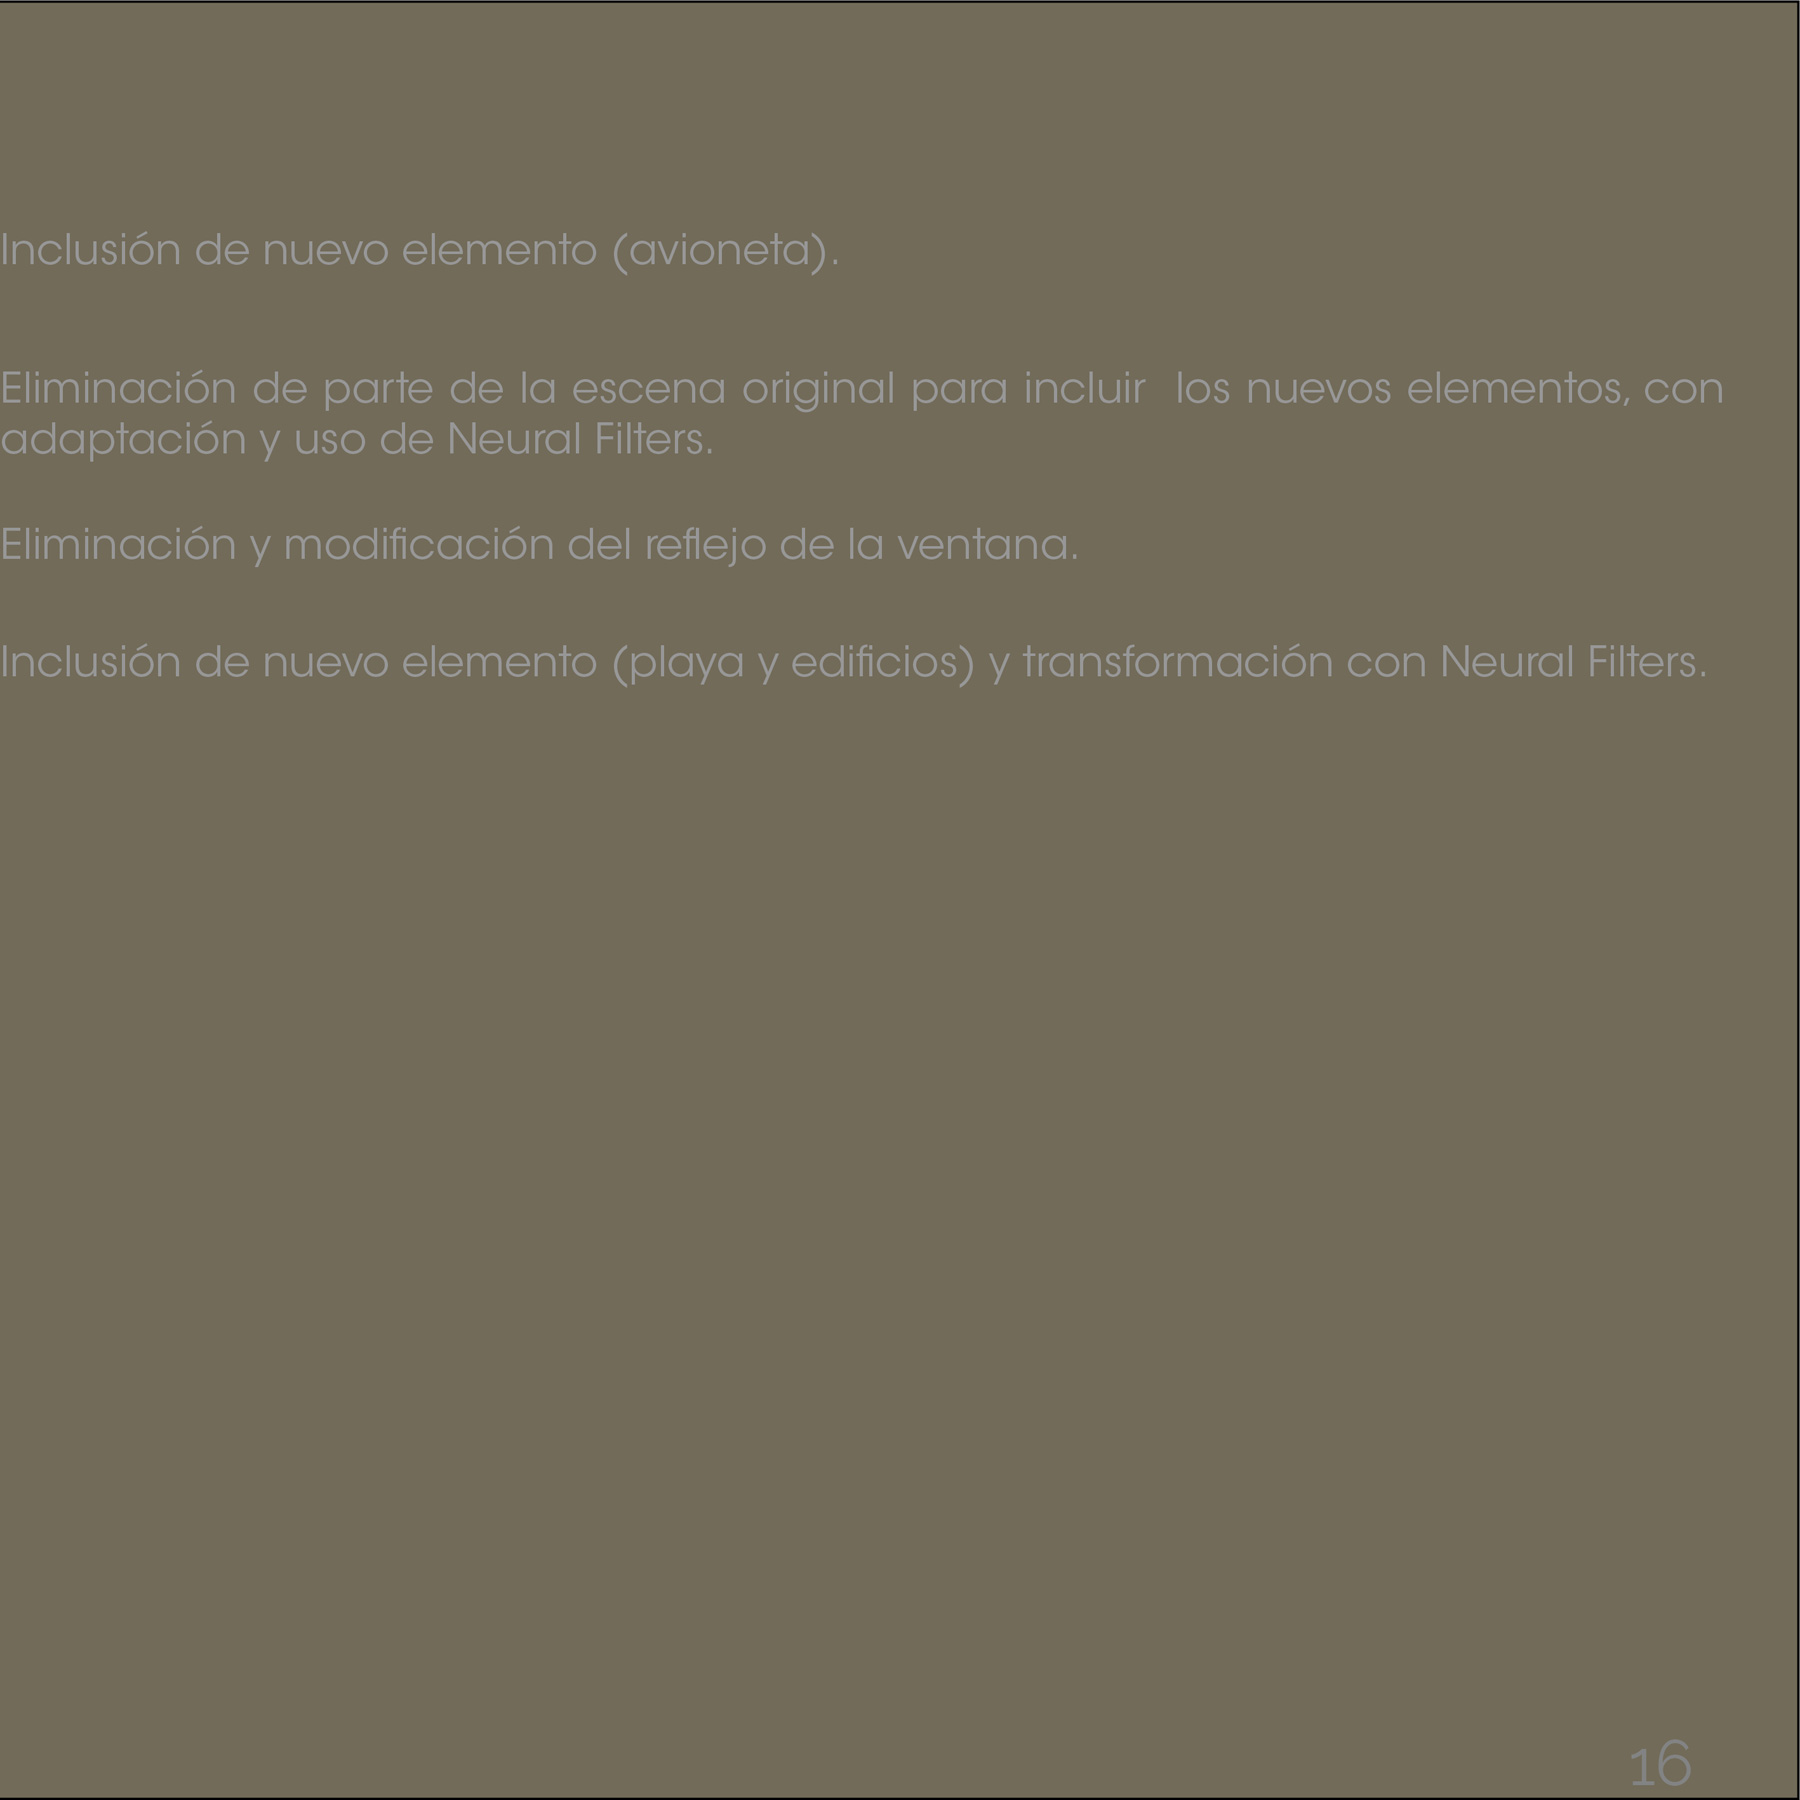 Inclusión de nuevo elemento (avioneta).
Eliminación de parte de la escena original para incluir  los nuevos elementos, con
adaptación y uso de Neural Filters.
Eliminación y modificación del reflejo de la ventana.
Inclusión de nuevo elemento (playa y edificios) y transformación con Neural Filters.
16